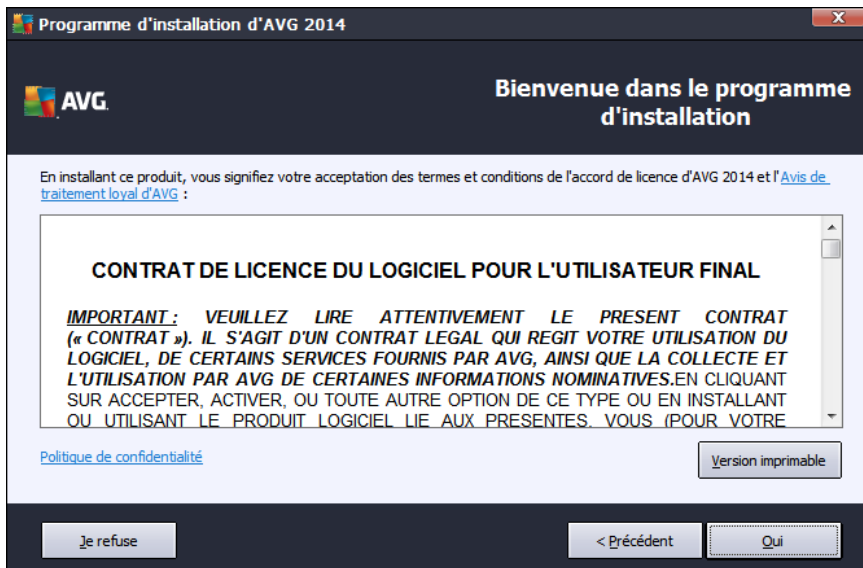 Programme d'installation d'AVG 2014
X
AVG.
Bienvenue dans le programme
d'installation
En installant ce produit, vous signifiez votre acceptation des termes et conditions de l'accord de licence d'AVG 2014 et l'Avis de
traitement loyal d'AVG :
CONTRAT DE LICENCE DU LOGICIEL POUR L'UTILISATEUR FINAL
IMPORTANT : VEUILLEZ LIRE ATTENTIVEMENT LE PRESENT CONTRAT
(« CONTRAT »). IL S'AGIT D'UN CONTRAT LEGAL QUI REGIT VOTRE UTILISATION DU
LOGICIEL, DE CERTAINS SERVICES FOURNIS PAR AVG, AINSI QUE LA COLLECTE ET
L'UTILISATION PAR AVG DE CERTAINES INFORMATIONS NOMINATIVES.EN CLIQUANT
SUR ACCEPTER, ACTIVER, OU TOUTE AUTRE OPTION DE CE TYPE OU EN INSTALLANT
OU UTILISANT LE PRODUIT LOGICIEL LIE AUX PRESENTES, VOUS (POUR VOTRE
Politique de confidentialité
Version imprimable
Je refuse
< Précédent
Oui